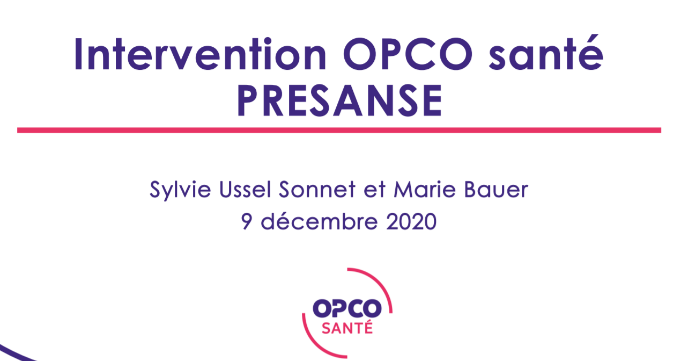 Intervention OPCO santé
PRESANSE
Sylvie Ussel Sonnet et Marie Bauer
9 décembre 2020
OPCO
SANTÉ